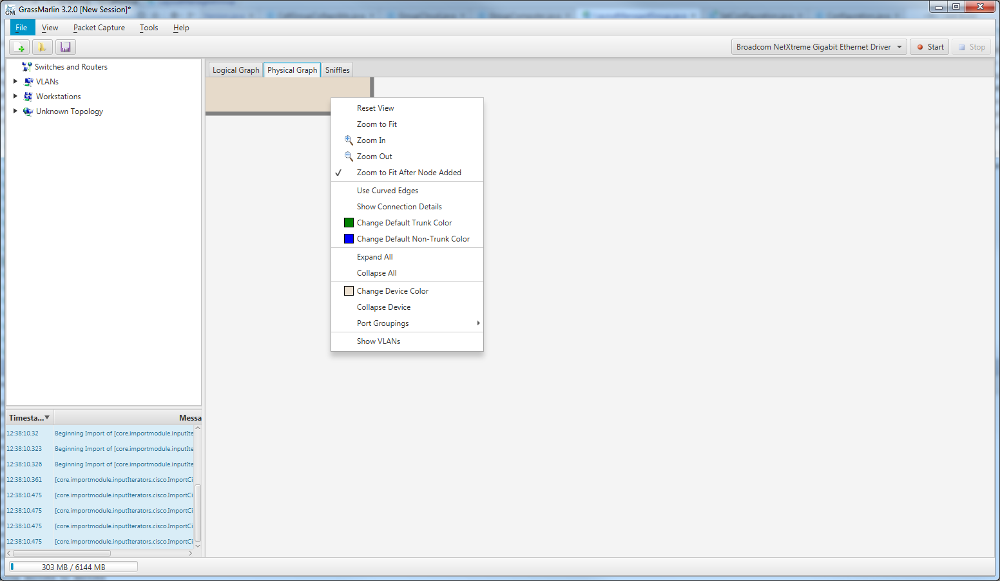 GrassMarlin 3.2.0 [New Session]*
File View Packet Capture Tools Help
Broadcom NetXtreme Gigabit Ethernet Driver Start Stop
Switches and Routers
VLANs
Workstations
Unknown Topology
Logical Graph Physical Graph Sniffles
Reset View
Zoom to Fit
Zoom In
Zoom Out
Zoom to Fit After Node Added
Use Curved Edges
Show Connection Details
Change Default Trunk Color
Change Default Non-Trunk Color
Expand All
Collapse All
Change Device Color
Collapse Device
Port Groupings
Show VLANs
Timesta... Messa
12:38:10.32 Beginning Import of [core.importmodule.inputIte
12:38:10.323 Beginning Import of [core.importmodule.inputIte
12:38:10.326 Beginning Import of [core.importmodule.inputIte
12:38:10.361 [core.importmodule.inputIterators.cisco.ImportCi
12:38:10.475 [core.importmodule.inputIterators.cisco.ImportCi
12:38:10.475 [core.importmodule.inputIterators.cisco.ImportCi
12:38:10.475 [core.importmodule.inputIterators.cisco.ImportCi
12:38:10.475 [core.importmodule.inputIterators.cisco.ImportCi
303 MB / 6144 MB